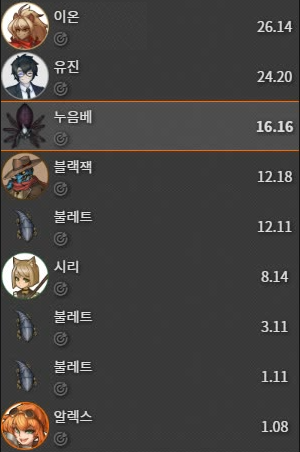 이온 26.14
유진 24.20
누음베 16.16
블랙잭 12.18
불레트 12.11
시리 8.14
불레트 3.11
불레트 1.11
알렉스 1.08